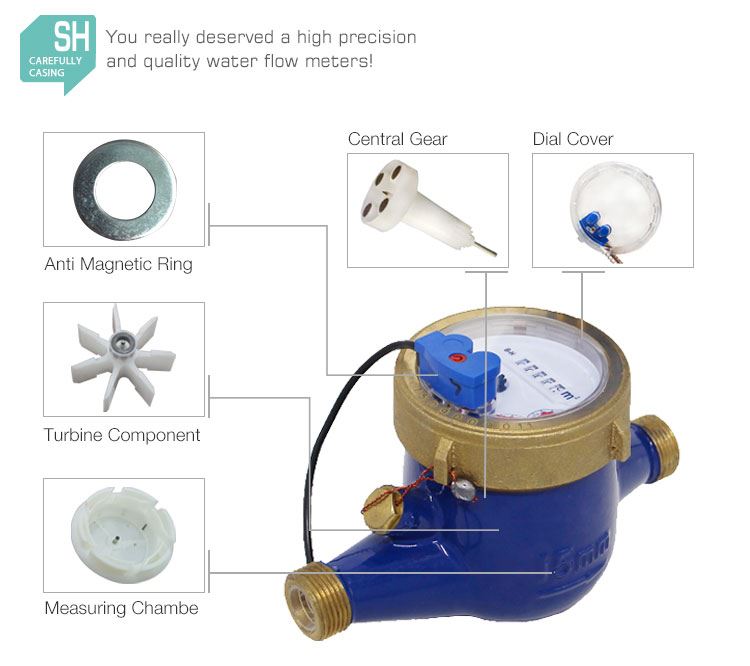 SH
CAREFULLY
CASING
You really deserved a high precision
and quality water flow meters!
Central Gear
Dial Cover
Anti Magnetic Ring
Turbine Component
Measuring Chambe
15mm